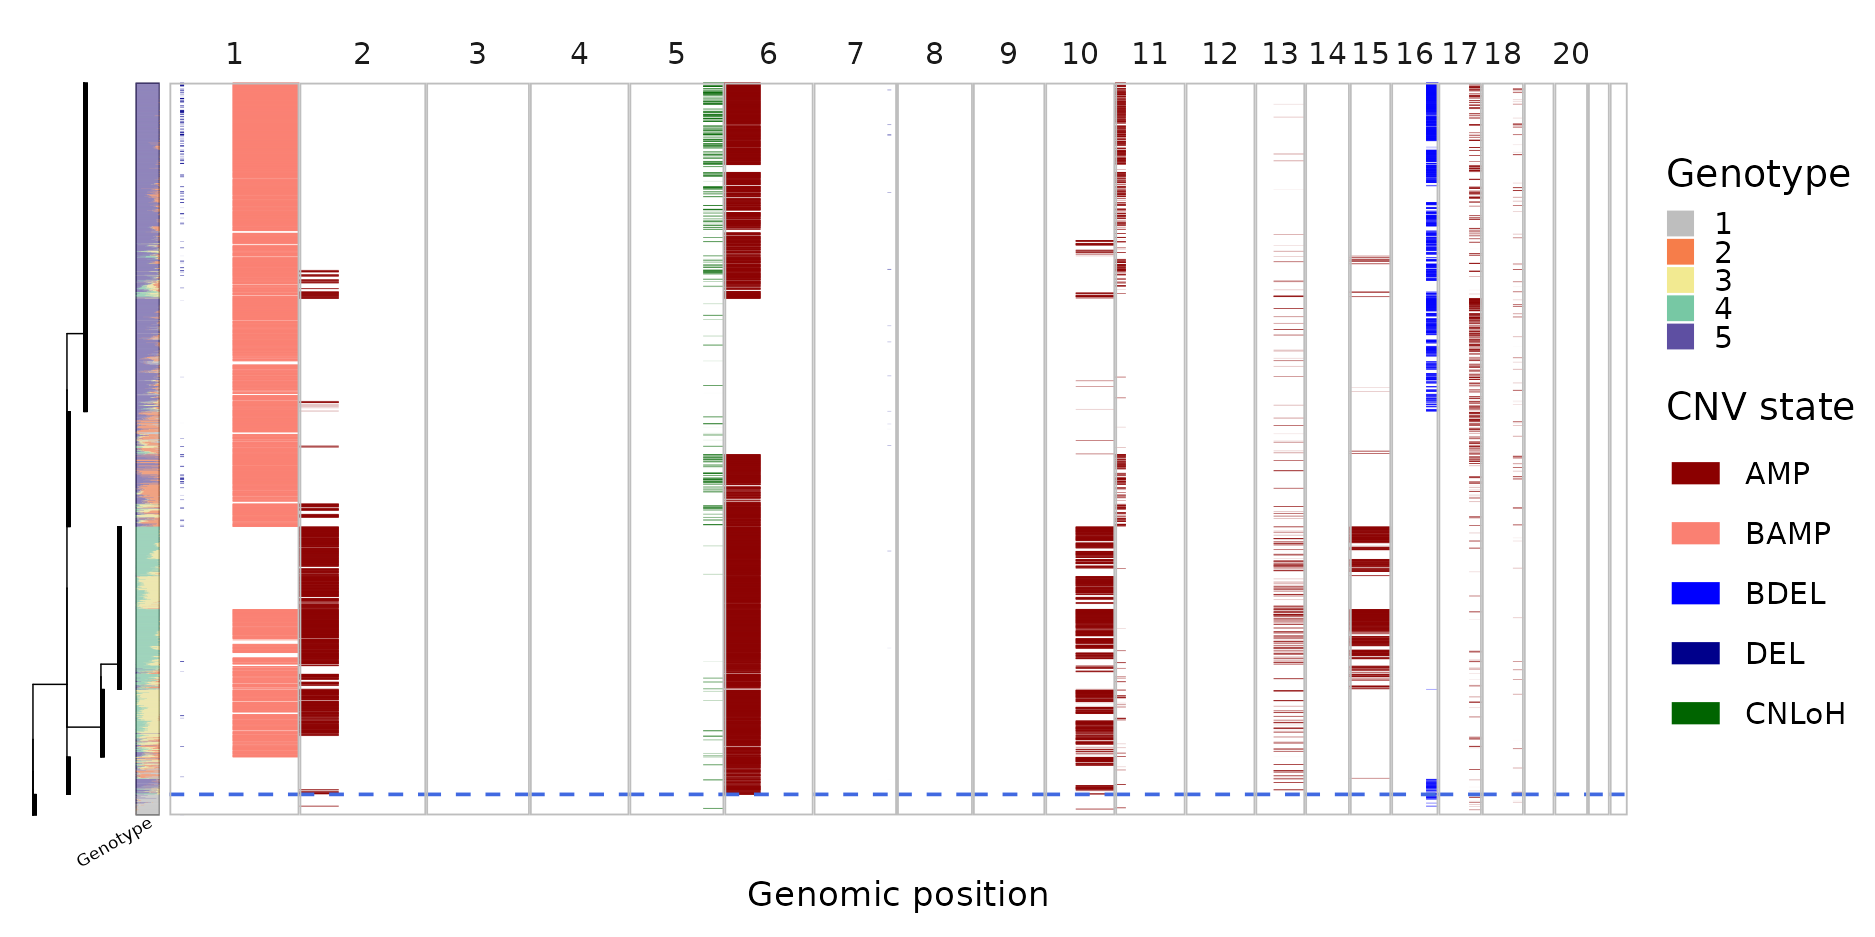 1 2 3 4 5 6 7 8 9 10 11 12 13 14 15 16 17 18 20
Genotype
1
2
3
4
5
CNV state
AMP
BAMP
BDEL
DEL
CNLoH
Genotype
Genomic position